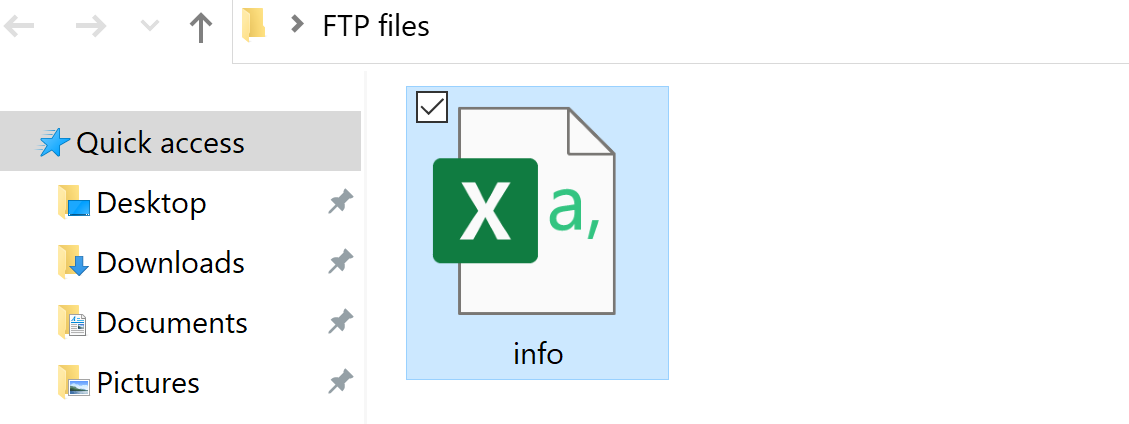 FTP files
Quick access
Desktop
Downloads
Documents
Pictures
X a,
info